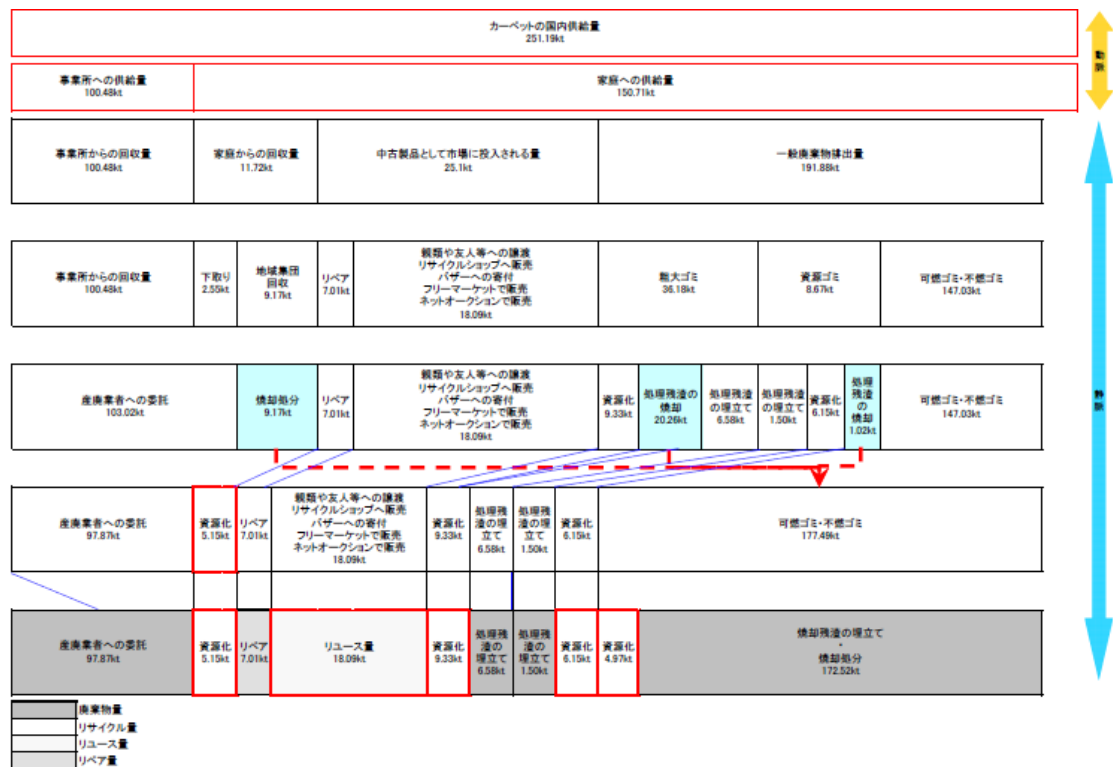 カーペットの国内供給量
251.19kt
動脈
事業所への供給量
100.48kt
家庭への供給量
150.71kt
事業所からの回収量
100.48kt
家庭からの回収量
11.72kt
中古製品として市場に投入される量
25.1kt
一般廃棄物排出量
191.88kt
事業所からの回収量
100.48kt
下取り
2.55kt
地域集団
回収
9.17kt
リペア
7.01kt
親類や友人等への譲渡
リサイクルショップへ販売
バザーへの寄付
フリーマーケットで販売
ネットオークションで販売
18.09kt
粗大ゴミ
36.18kt
資源ゴミ
8.67kt
可燃ゴミ・不燃ゴミ
147.03kt
静脈
産廃業者への委託
103.02kt
焼却処分
9.17kt
リペア
7.01kt
親類や友人等への譲渡
リサイクルショップへ販売
バザーへの寄付
フリーマーケットで販売
ネットオークションで販売
18.09kt
資源化
9.33kt
処理残渣の
焼却
20.26kt
処理残渣
の埋立て
6.58kt
処理残渣
の埋立て
1.50kt
資源化
6.15kt
処理
残渣
の
焼却
1.02kt
可燃ゴミ・不燃ゴミ
147.03kt
産廃業者への委託
97.87kt
資源化
5.15kt
リペア
7.01kt
親類や友人等への譲渡
リサイクルショップへ販売
バザーへの寄付
フリーマーケットで販売
ネットオークションで販売
18.09kt
資源化
9.33kt
処理残
渣の埋
立て
6.58kt
処理残
渣の埋
立て
1.50kt
資源化
6.15kt
可燃ゴミ・不燃ゴミ
177.49kt
産廃業者への委託
97.87kt
資源化
5.15kt
リペア
7.01kt
リユース量
18.09kt
資源化
9.33kt
処理残
渣の
埋立て
6.58kt
処理残
渣の
埋立て
1.50kt
資源化
6.15kt
資源化
4.97kt
焼却残渣の埋立て
・
焼却処分
172.52kt
廃棄物量
リサイクル量
リユース量
リペア量